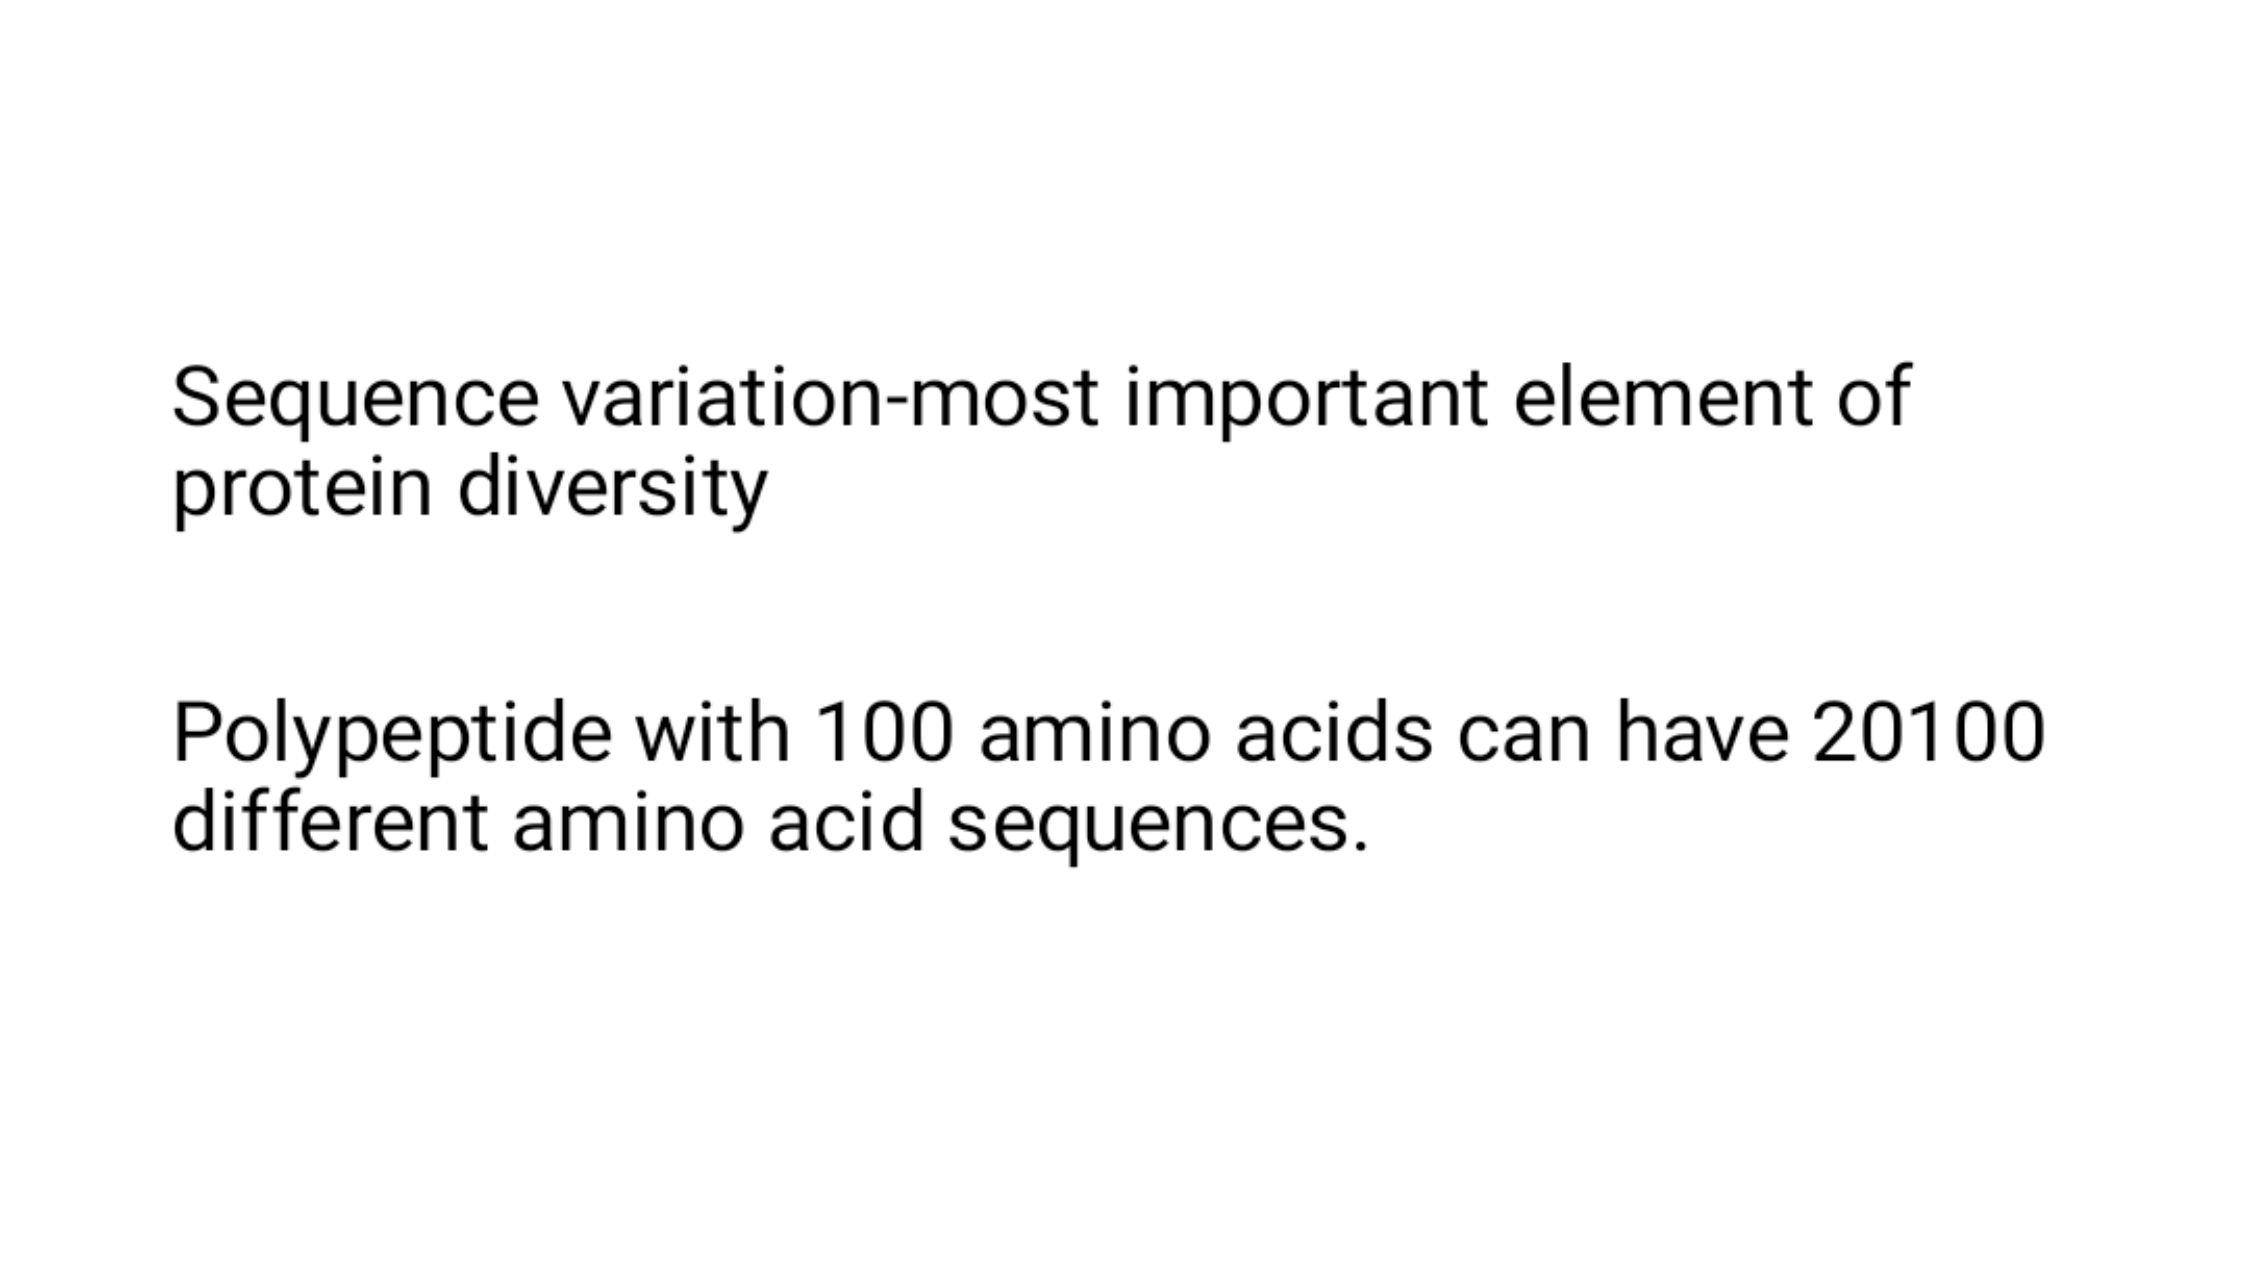 Sequence variation-most important element of
protein diversity
Polypeptide with 100 amino acids can have 20100
different amino acid sequences.